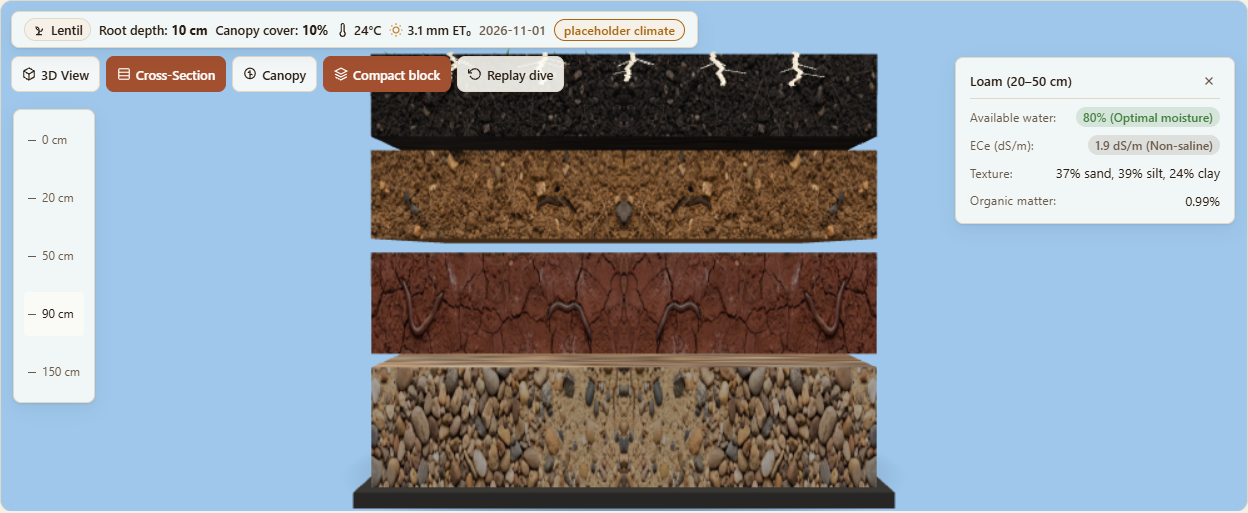 Lentil Root depth: 10 cm Canopy cover: 10% 24°C 3.1 mm ET₀ 2026-11-01 placeholder climate
3D View Cross-Section Canopy Compact block Replay dive
0 cm
20 cm
50 cm
90 cm
150 cm
Loam (20–50 cm) ×
Available water: 80% (Optimal moisture)
ECe (dS/m): 1.9 dS/m (Non-saline)
Texture: 37% sand, 39% silt, 24% clay
Organic matter: 0.99%